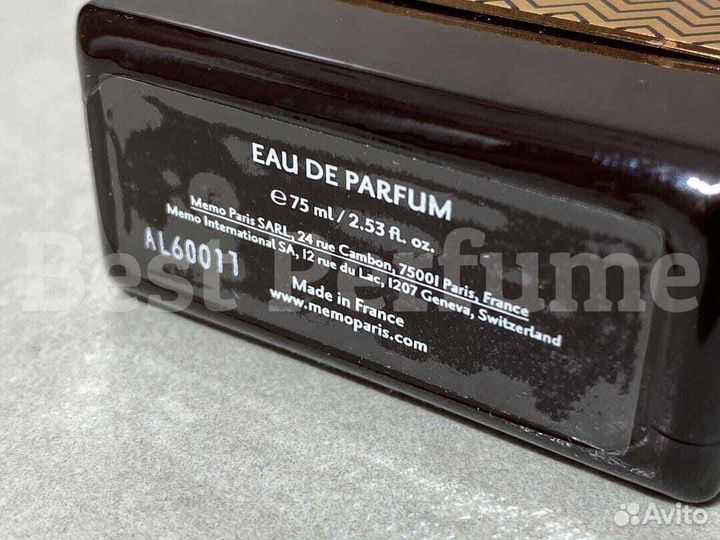 EAU DE PARFUM
℮ 75 ml / 2.53 fl. oz.
Memo Paris SARL, 24 rue Cambon, 75001 Paris, France
Memo International SA, 12 rue du Lac, 1207 Geneva, Switzerland
AL60011
Made in France
www.memoparis.com
Best Perfume
Avito